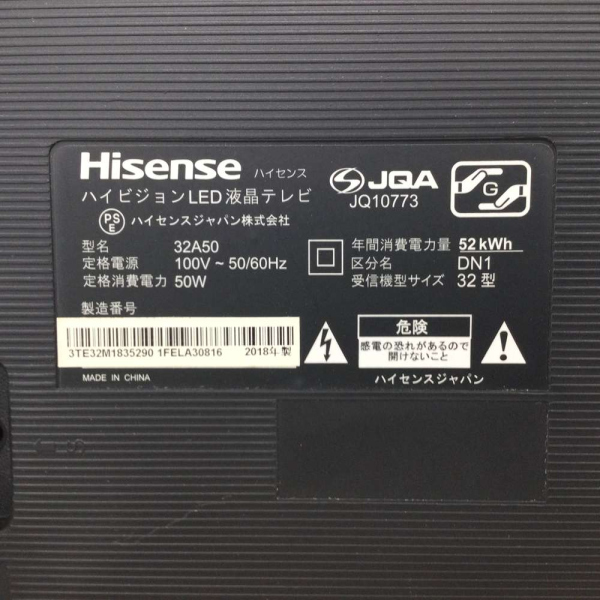 Hisense ハイセンス
JQA
JQ10773
G
ハイビジョンLED液晶テレビ
PS
E
ハイセンスジャパン株式会社
型名 32A50
定格電源 100V ~ 50/60Hz
定格消費電力 50W
年間消費電力量 52kWh
区分名 DN1
受信機型サイズ 32型
製造番号
3TE32M1835290 1FELA30816 2018年製
MADE IN CHINA
危険
感電の恐れがあるので
開けないこと
ハイセンスジャパン